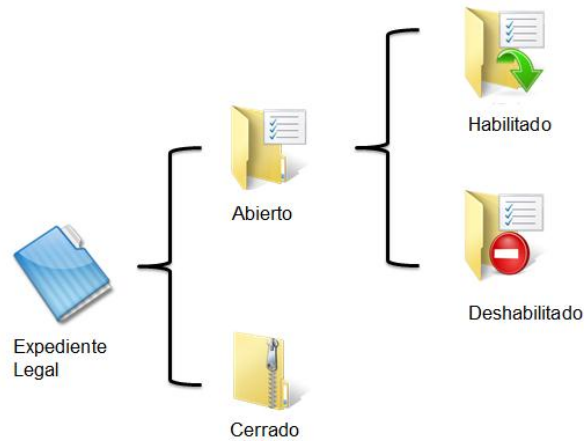 Habilitado
Abierto
Deshabilitado
Expediente
Legal
Cerrado